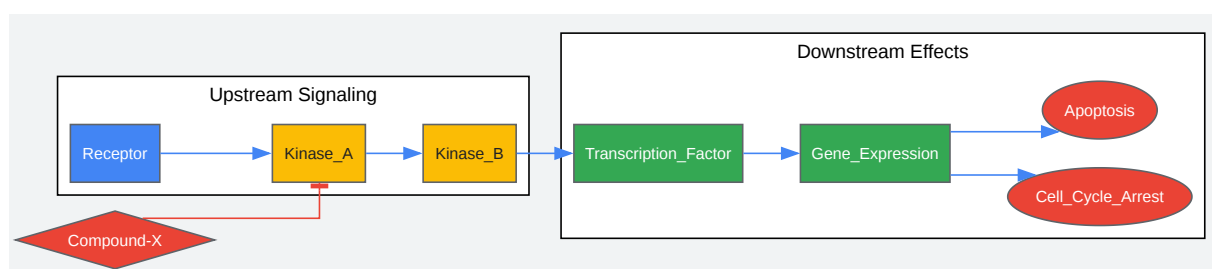 Downstream Effects
Upstream Signaling
Receptor
Kinase_A
Kinase_B
Transcription_Factor
Gene_Expression
Apoptosis
Cell_Cycle_Arrest
Compound-X